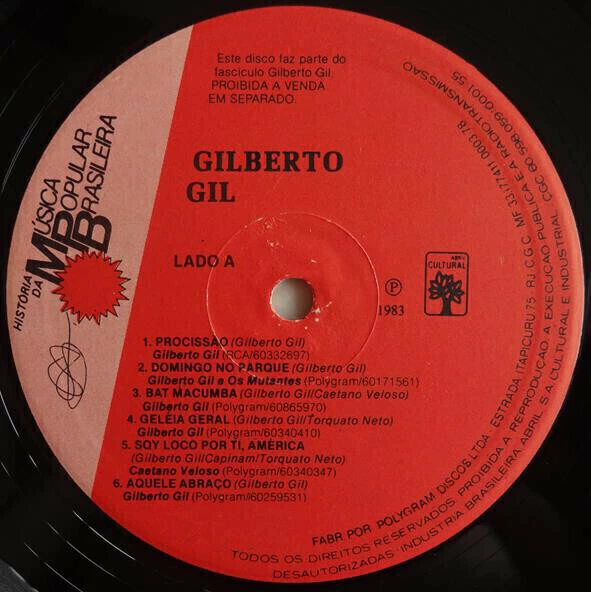 Este disco faz parte do
fascículo Gilberto Gil.
PROIBIDA A VENDA
EM SEPARADO.
HISTÓRIA
DA
MÚSICA
POPULAR
BRASILEIRA
GILBERTO
GIL
LADO A
P
1983
ABRIL
CULTURAL
1. PROCISSÃO (Gilberto Gil)
Gilberto Gil (RCA/60332697)
2. DOMINGO NO PARQUE (Gilberto Gil)
Gilberto Gil e Os Mutantes (Polygram/60171561)
3. BAT MACUMBA (Gilberto Gil/Caetano Veloso)
Gilberto Gil (Polygram/60865970)
4. GELÉIA GERAL (Gilberto Gil/Torquato Neto)
Gilberto Gil (Polygram/60340410)
5. SOY LOCO POR TI, AMÉRICA
(Gilberto Gil/Capinam/Torquato Neto)
Caetano Veloso (Polygram/60340347)
6. AQUELE ABRAÇO (Gilberto Gil)
Gilberto Gil (Polygram/60259531)
FABR POR POLYGRAM DISCOS LTDA. ESTRADA ITAPICURU.75 RJ. C.G.C. MF 33/77411 0003.78
TODOS OS DIREITOS RESERVADOS. PROIBIDA A REPRODUÇÃO, A EXECUÇÃO PUBLICA E A RADIOTRANSMISSÃO
DESAUTORIZADAS. INDUSTRIA BRASILEIRA ABRIL S.A CULTURAL E INDUSTRIAL. CGC 60.598.059/0001.55